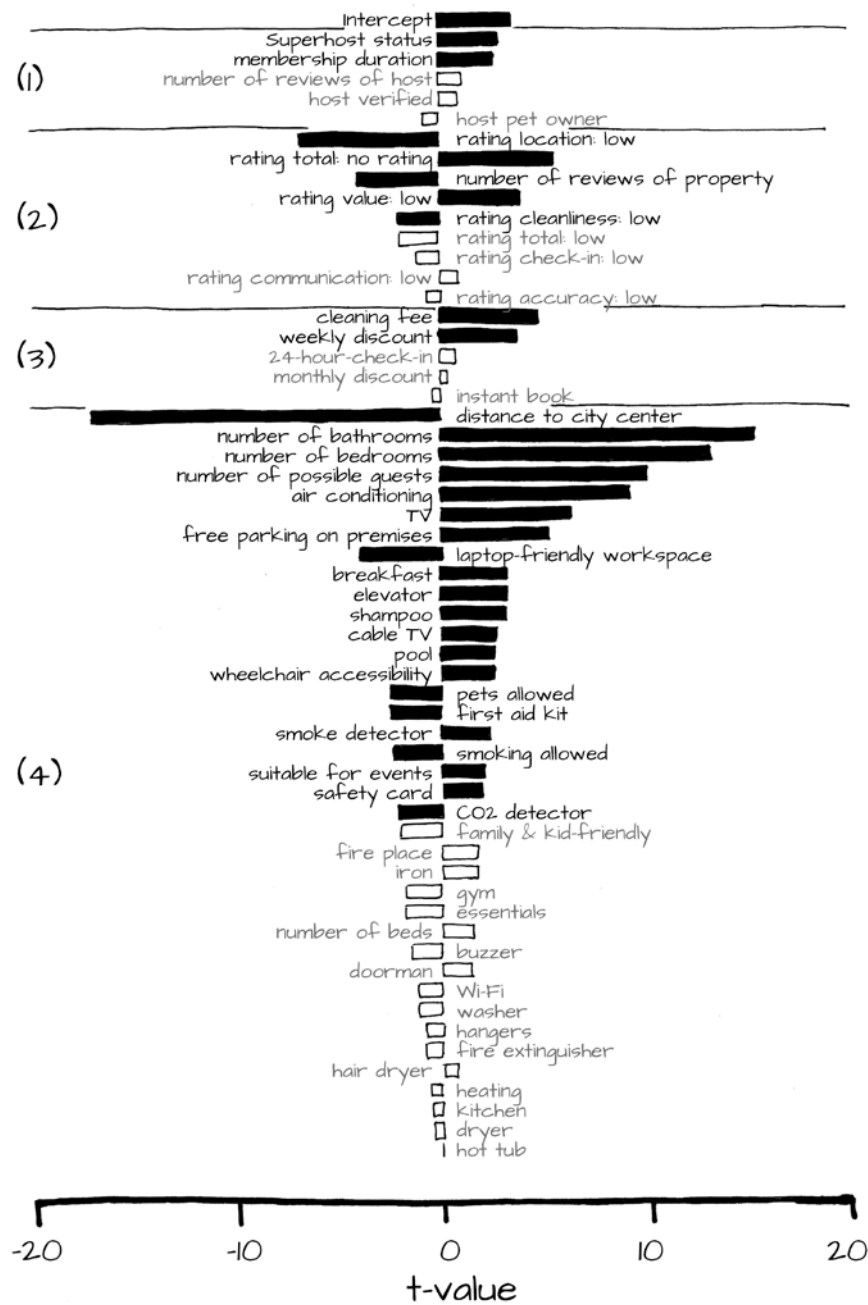 Intercept
Superhost status
membership duration
(1)
number of reviews of host
host verified
host pet owner
rating location: low
rating total: no rating
number of reviews of property
rating value: low
(2)
rating cleanliness: low
rating total: low
rating check-in: low
rating communication: low
rating accuracy: low
cleaning fee
weekly discount
(3)
24-hour-check-in
monthly discount
instant book
distance to city center
number of bathrooms
number of bedrooms
number of possible guests
air conditioning
TV
free parking on premises
laptop-friendly workspace
breakfast
elevator
shampoo
cable TV
pool
wheelchair accessibility
pets allowed
first aid kit
smoke detector
smoking allowed
(4)
suitable for events
safety card
CO2 detector
family & kid-friendly
fire place
iron
gym
essentials
number of beds
buzzer
doorman
Wi-Fi
washer
hangers
fire extinguisher
hair dryer
heating
kitchen
dryer
hot tub
-20 -10 0 10 20
t-value